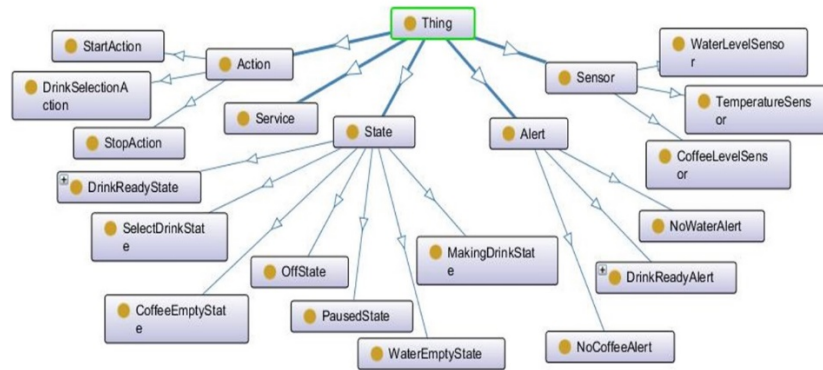 Thing
StartAction
Action
DrinkSelectionA
ction
StopAction
Service
State
Alert
Sensor
WaterLevelSenso
r
TemperatureSens
or
CoffeeLevelSens
or
DrinkReadyState
SelectDrinkStat
e
CoffeeEmptyStat
e
OffState
PausedState
WaterEmptyState
MakingDrinkStat
e
NoWaterAlert
DrinkReadyAlert
NoCoffeeAlert